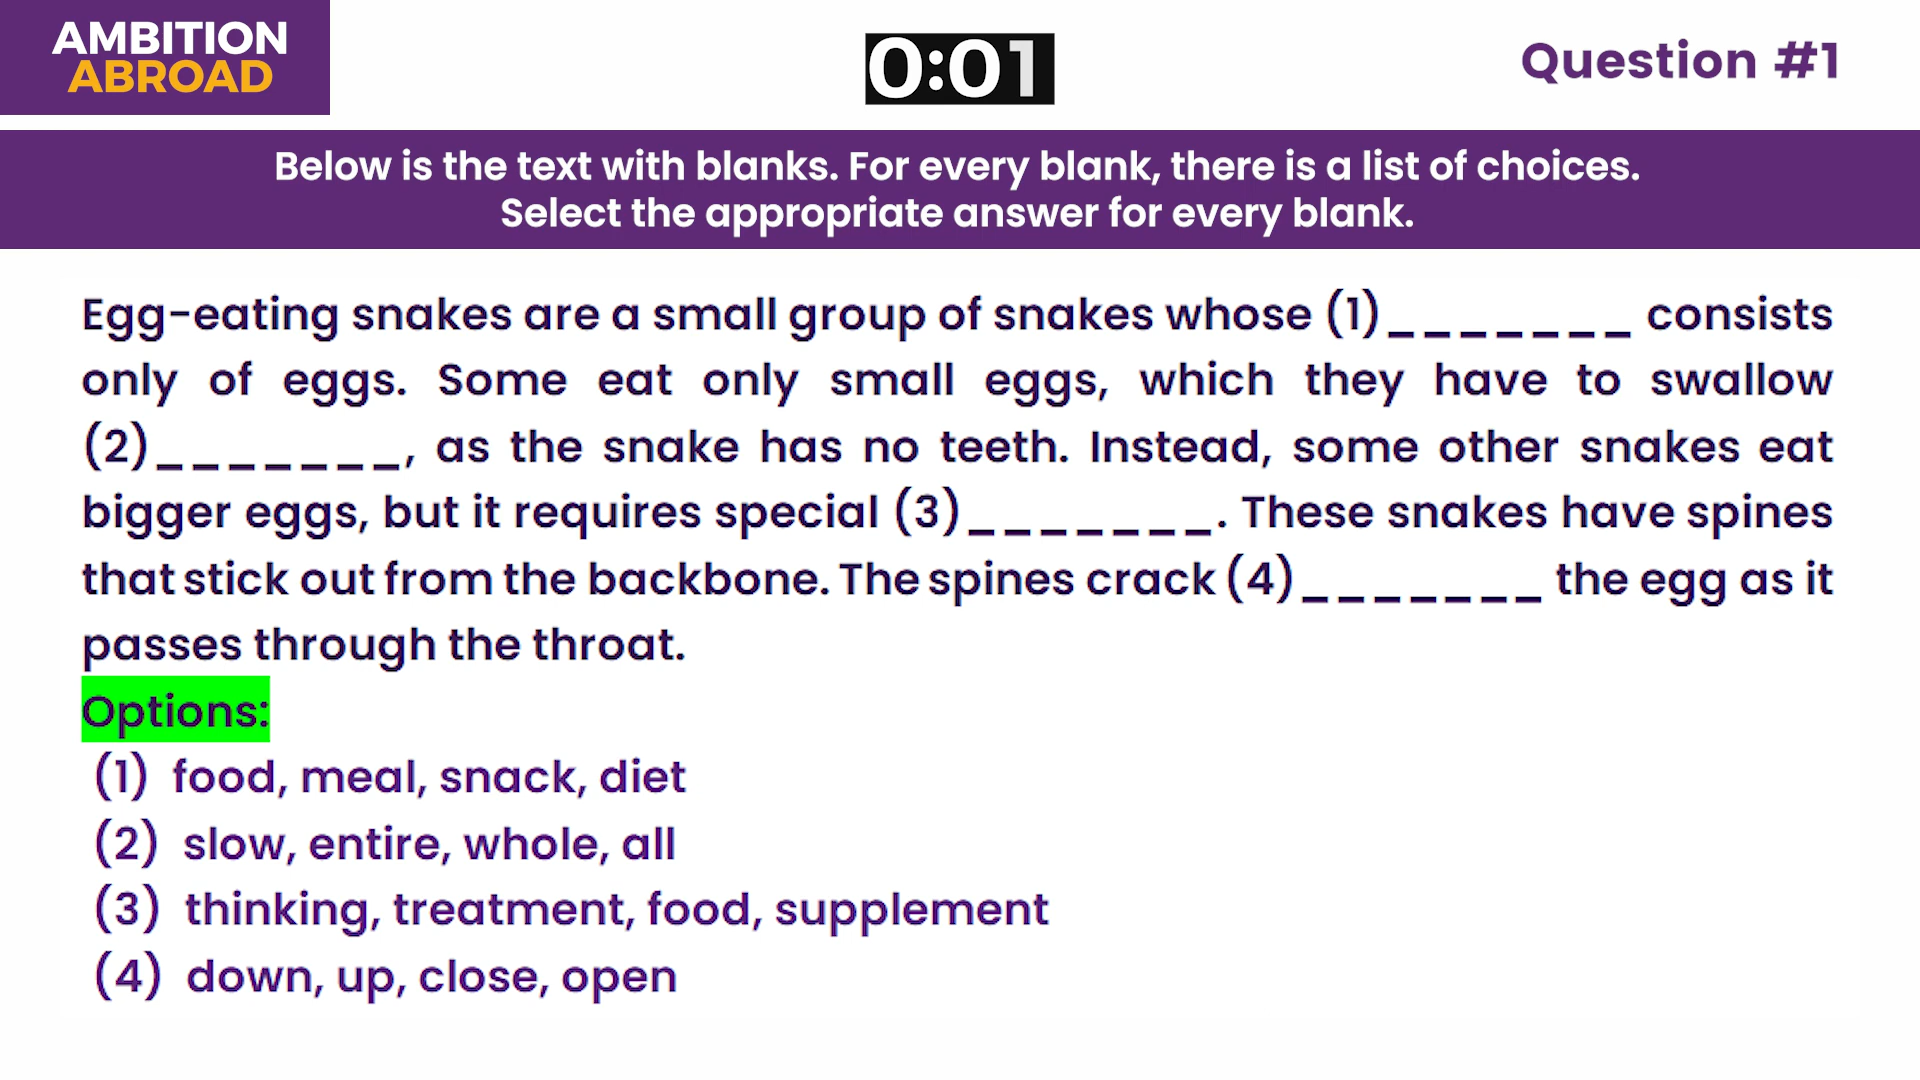 AMBITION
ABROAD
0:01
Question #1
Below is the text with blanks. For every blank, there is a list of choices.
Select the appropriate answer for every blank.
Egg-eating snakes are a small group of snakes whose (1)_______ consists
only of eggs. Some eat only small eggs, which they have to swallow
(2)_______, as the snake has no teeth. Instead, some other snakes eat
bigger eggs, but it requires special (3)_______. These snakes have spines
that stick out from the backbone. The spines crack (4)_______ the egg as it
passes through the throat.
Options:
(1) food, meal, snack, diet
(2) slow, entire, whole, all
(3) thinking, treatment, food, supplement
(4) down, up, close, open